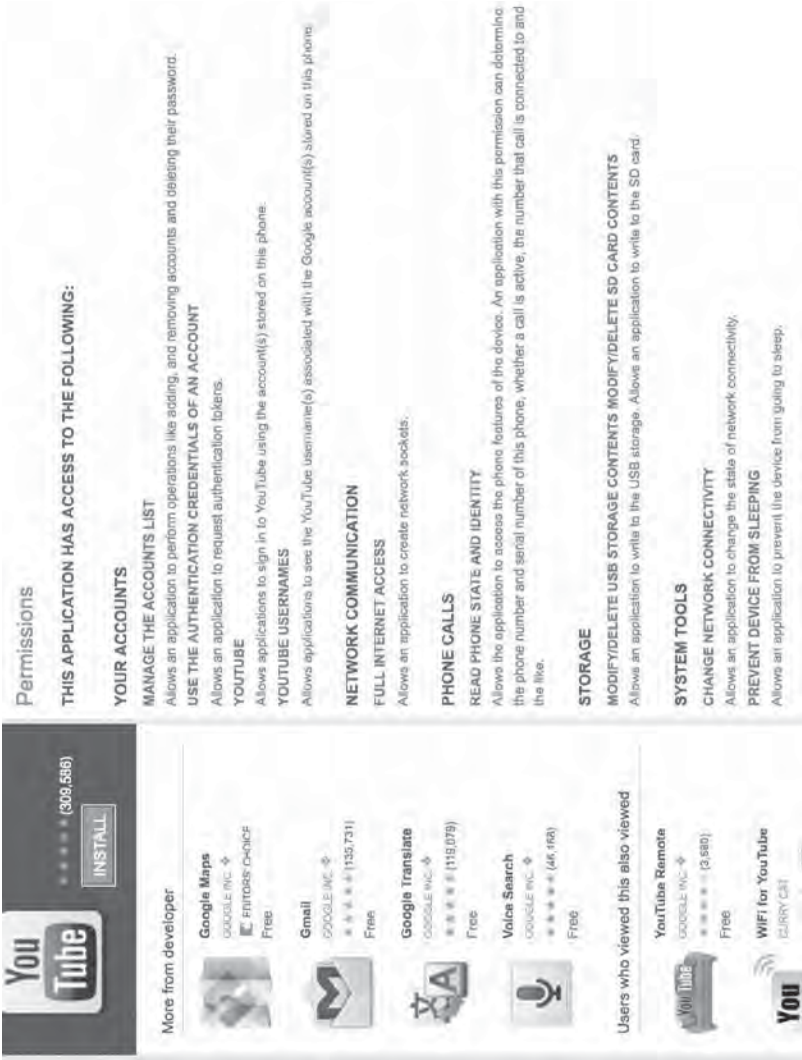 You
Tube
(309,586)
INSTALL
More from developer
Google Maps
GOOGLE INC.
EDITORS' CHOICE
Free
Gmail
GOOGLE INC.
(135,731)
Free
Google Translate
GOOGLE INC.
(119,079)
Free
Voice Search
GOOGLE INC.
(46,168)
Free
Users who viewed this also viewed
You Tube
YouTube Remote
GOOGLE INC.
(3,680)
Free
You
WiFi for YouTube
CURRY CAT
Permissions
THIS APPLICATION HAS ACCESS TO THE FOLLOWING:
YOUR ACCOUNTS
MANAGE THE ACCOUNTS LIST
Allows an application to perform operations like adding, and removing accounts and deleting their password.
USE THE AUTHENTICATION CREDENTIALS OF AN ACCOUNT
Allows an application to request authentication tokens.
YOUTUBE
Allows applications to sign in to YouTube using the account(s) stored on this phone.
YOUTUBE USERNAMES
Allows applications to see the YouTube username(s) associated with the Google account(s) stored on this phone.
NETWORK COMMUNICATION
FULL INTERNET ACCESS
Allows an application to create network sockets.
PHONE CALLS
READ PHONE STATE AND IDENTITY
Allows the application to access the phone features of the device. An application with this permission can determine
the phone number and serial number of this phone, whether a call is active, the number that call is connected to and
the like.
STORAGE
MODIFY/DELETE USB STORAGE CONTENTS MODIFY/DELETE SD CARD CONTENTS
Allows an application to write to the USB storage. Allows an application to write to the SD card.
SYSTEM TOOLS
CHANGE NETWORK CONNECTIVITY
Allows an application to change the state of network connectivity.
PREVENT DEVICE FROM SLEEPING
Allows an application to prevent the device from going to sleep.